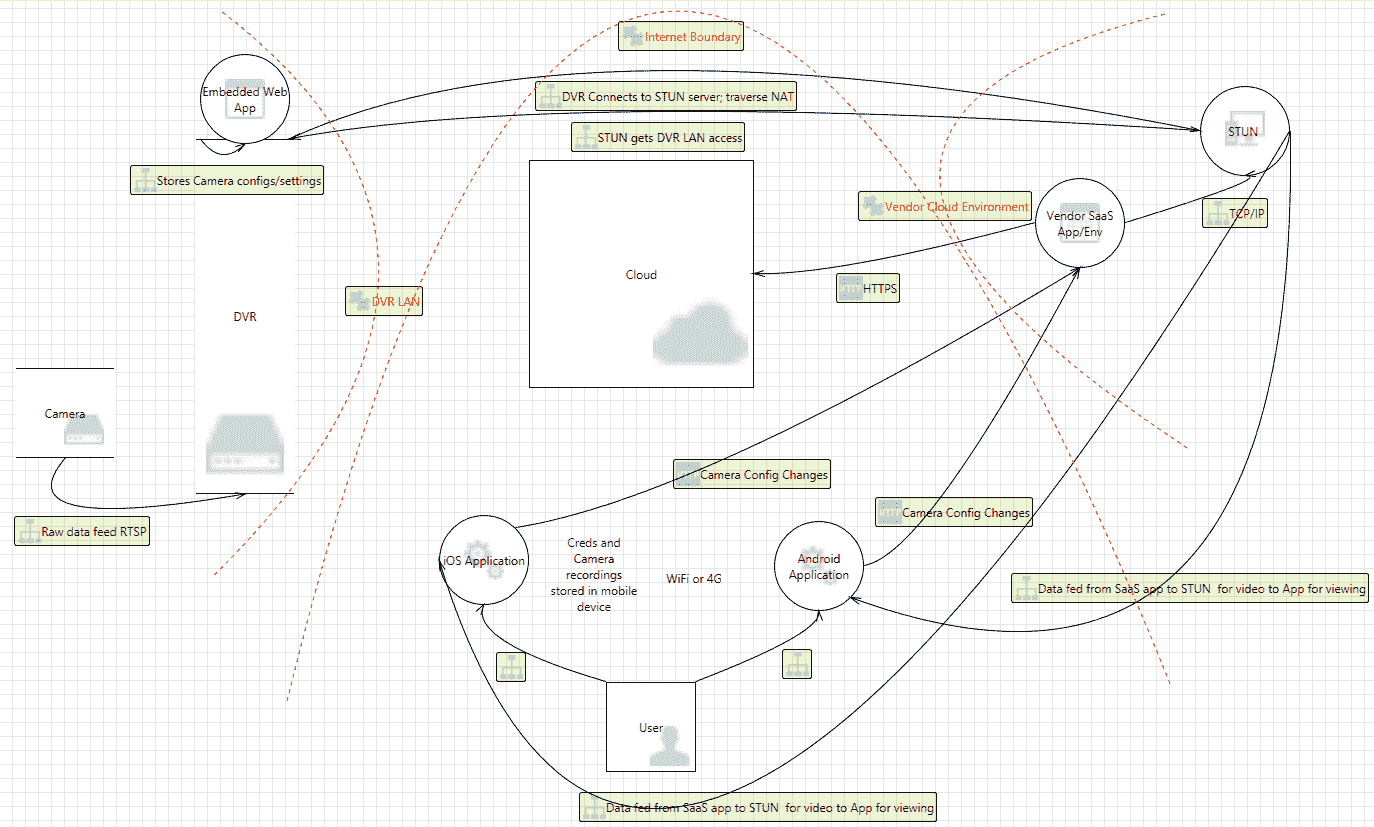 Internet Boundary
Embedded Web
App
DVR Connects to STUN server; traverse NAT
STUN gets DVR LAN access
STUN
Stores Camera configs/settings
Vendor Cloud Environment
Vendor SaaS
App/Env
TCP/IP
Cloud
HTTPS
DVR LAN
DVR
Camera
Raw data feed RTSP
Camera Config Changes
Camera Config Changes
iOS Application
Creds and
Camera
recordings
stored in mobile
device
WiFi or 4G
Android
Application
Data fed from SaaS app to STUN for video to App for viewing
User
Data fed from SaaS app to STUN for video to App for viewing